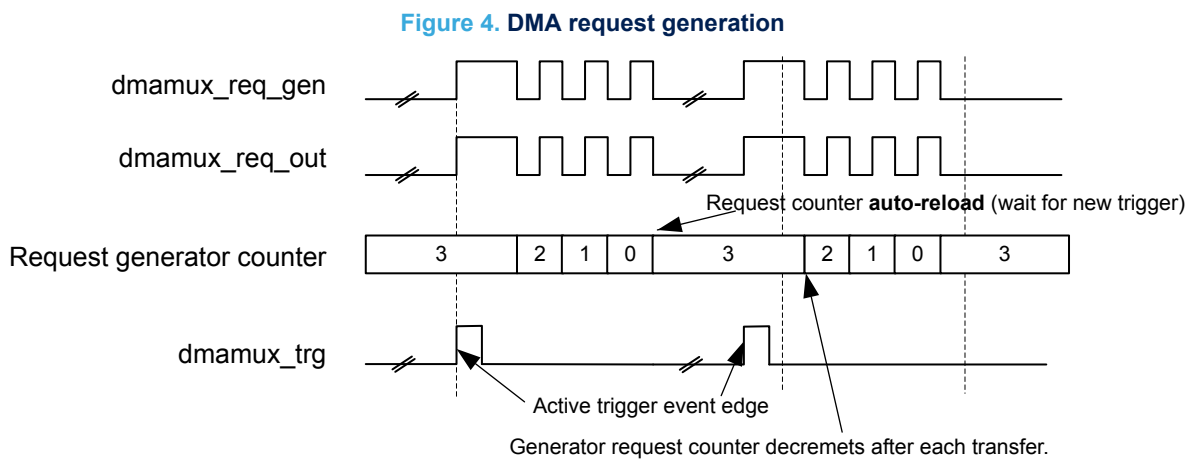 Figure 4. DMA request generation
dmamux_req_gen
dmamux_req_out
Request counter auto-reload (wait for new trigger)
Request generator counter
3 2 1 0 3 2 1 0 3
dmamux_trg
Active trigger event edge
Generator request counter decremets after each transfer.